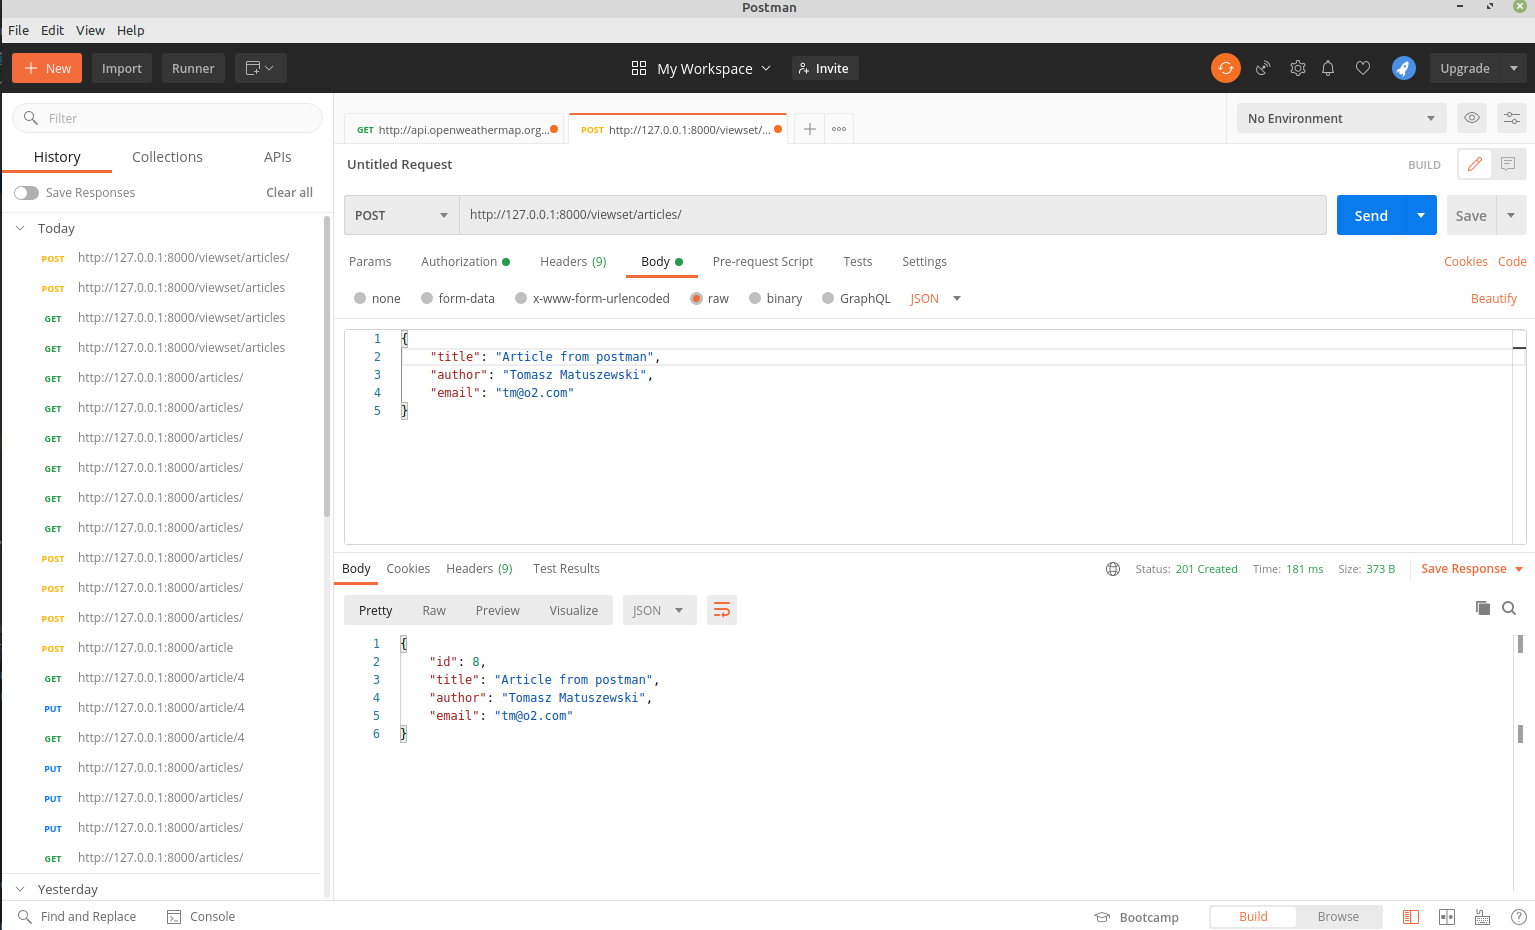 Postman
File Edit View Help
New Import Runner My Workspace Invite Upgrade
Filter
History Collections APIs
Save Responses Clear all
Today
POST http://127.0.0.1:8000/viewset/articles/
POST http://127.0.0.1:8000/viewset/articles
GET http://127.0.0.1:8000/viewset/articles
GET http://127.0.0.1:8000/viewset/articles
GET http://127.0.0.1:8000/articles/
GET http://127.0.0.1:8000/articles/
GET http://127.0.0.1:8000/articles/
GET http://127.0.0.1:8000/articles/
GET http://127.0.0.1:8000/articles/
GET http://127.0.0.1:8000/articles/
POST http://127.0.0.1:8000/articles/
POST http://127.0.0.1:8000/articles/
POST http://127.0.0.1:8000/articles/
POST http://127.0.0.1:8000/article
GET http://127.0.0.1:8000/article/4
PUT http://127.0.0.1:8000/article/4
GET http://127.0.0.1:8000/article/4
PUT http://127.0.0.1:8000/articles/
PUT http://127.0.0.1:8000/articles/
PUT http://127.0.0.1:8000/articles/
GET http://127.0.0.1:8000/articles/
Yesterday
GET http://api.openweathermap.org... POST http://127.0.0.1:8000/viewset/... No Environment
Untitled Request BUILD
POST http://127.0.0.1:8000/viewset/articles/ Send Save
Params Authorization Headers (9) Body Pre-request Script Tests Settings Cookies Code
none form-data x-www-form-urlencoded raw binary GraphQL JSON Beautify
1 {
2 "title": "Article from postman",
3 "author": "Tomasz Matuszewski",
4 "email": "tm@o2.com"
5 }
Body Cookies Headers (9) Test Results Status: 201 Created Time: 181 ms Size: 373 B Save Response
Pretty Raw Preview Visualize JSON
1 {
2 "id": 8,
3 "title": "Article from postman",
4 "author": "Tomasz Matuszewski",
5 "email": "tm@o2.com"
6 }
Find and Replace Console Bootcamp Build Browse